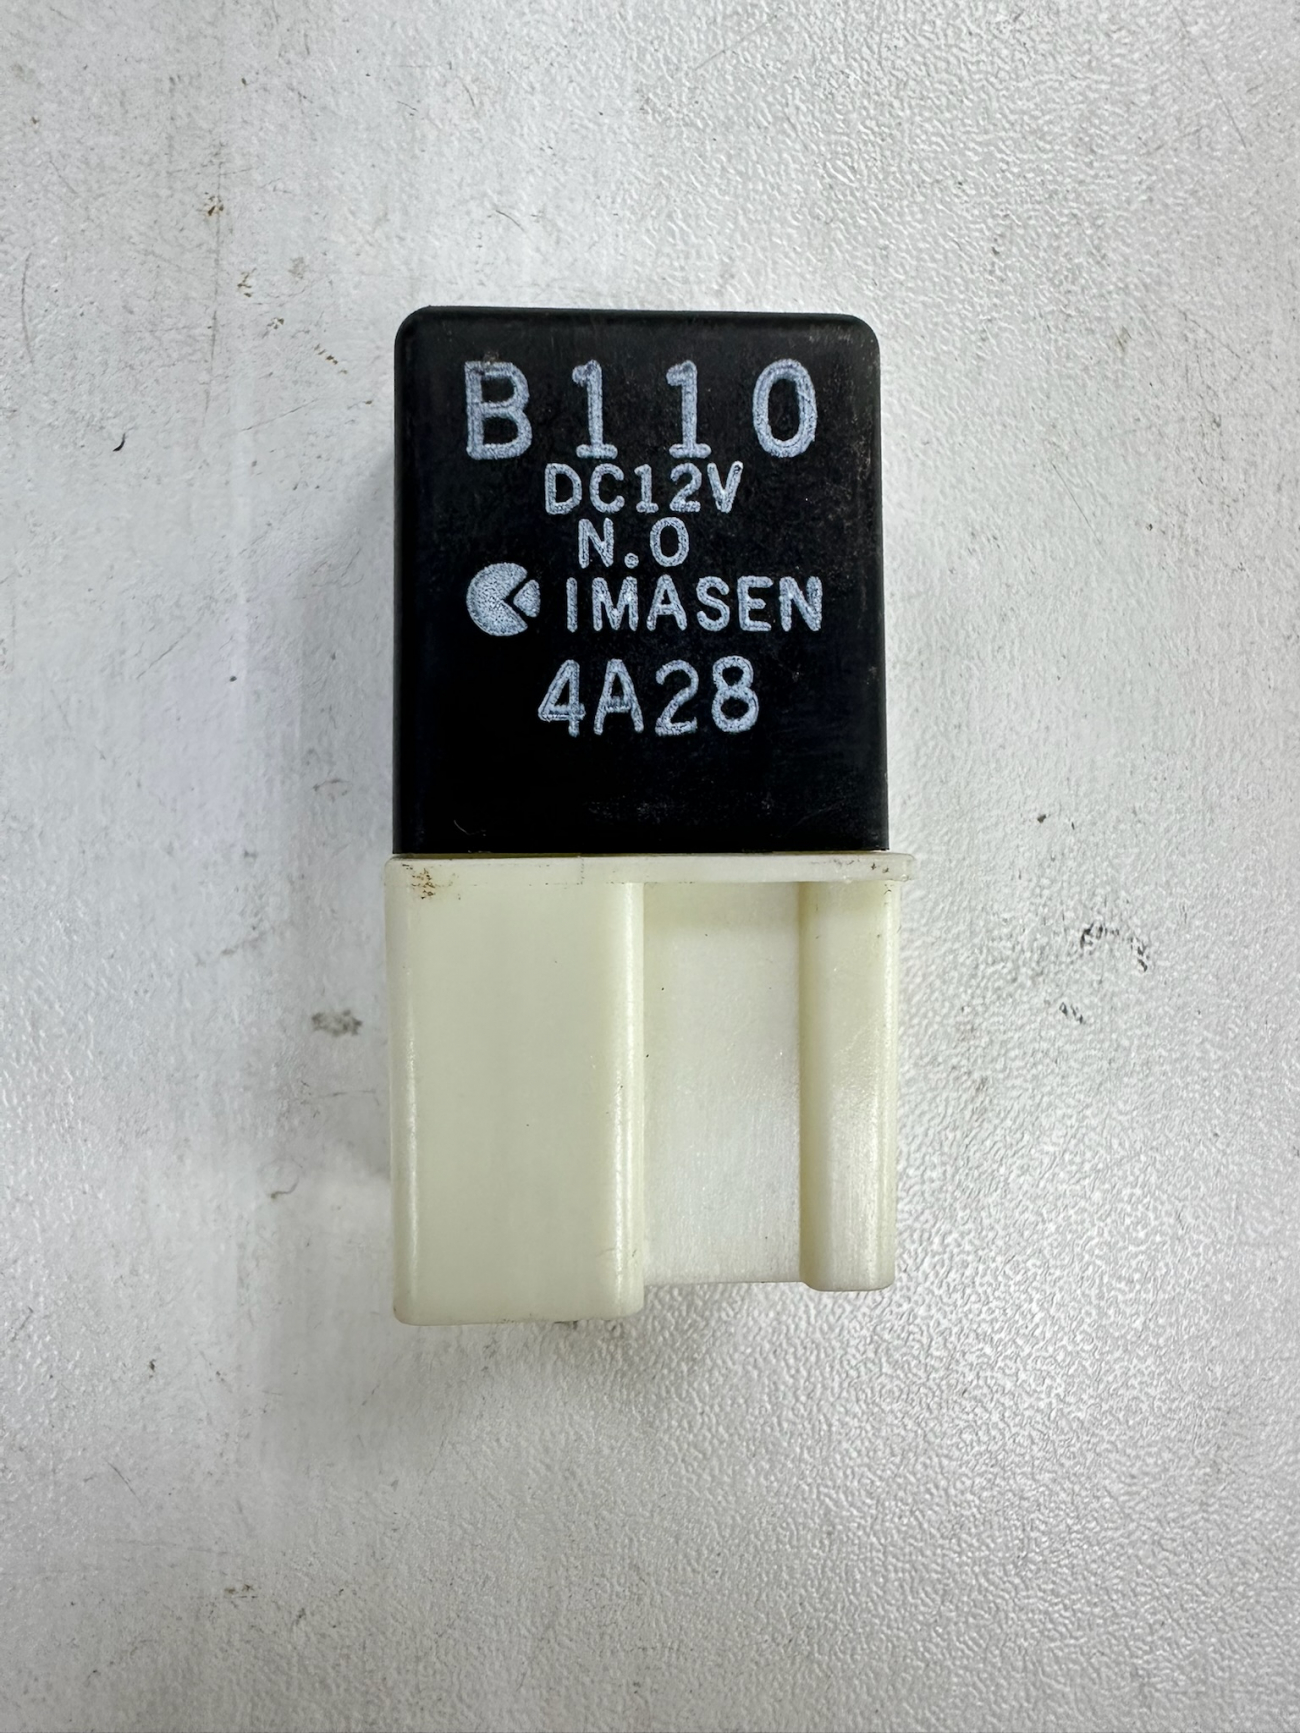 B110
DC12V
N.O
IMASEN
4A28